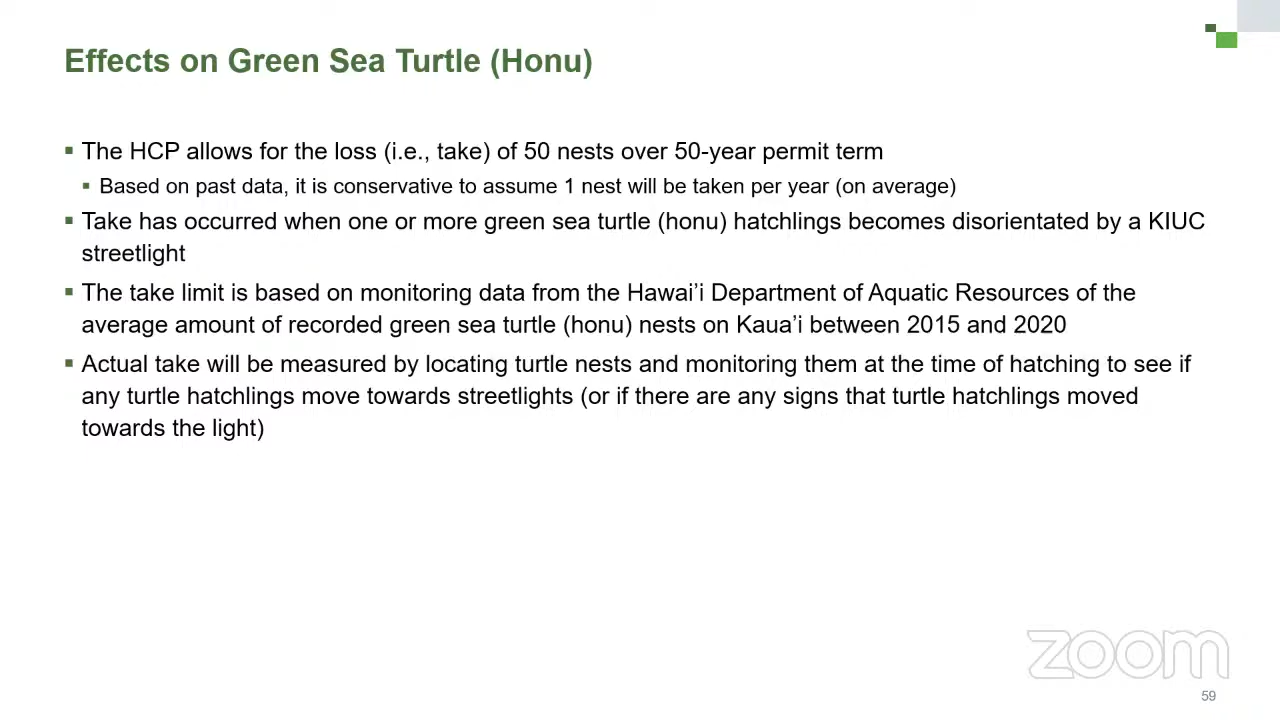 Effects on Green Sea Turtle (Honu)
▪ The HCP allows for the loss (i.e., take) of 50 nests over 50-year permit term
▪ Based on past data, it is conservative to assume 1 nest will be taken per year (on average)
▪ Take has occurred when one or more green sea turtle (honu) hatchlings becomes disorientated by a KIUC
streetlight
▪ The take limit is based on monitoring data from the Hawai’i Department of Aquatic Resources of the
average amount of recorded green sea turtle (honu) nests on Kaua’i between 2015 and 2020
▪ Actual take will be measured by locating turtle nests and monitoring them at the time of hatching to see if
any turtle hatchlings move towards streetlights (or if there are any signs that turtle hatchlings moved
towards the light)
zoom
59